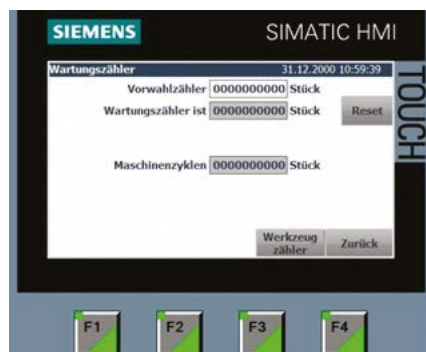 SIEMENS
SIMATIC HMI
TOUCH
Wartungszähler 31.12.2000 10:59:39
Vorwahlzähler 0000000000 Stück
Wartungszähler ist 0000000000 Stück Reset
Maschinenzyklen 0000000000 Stück
Werkzeug
zähler
Zurück
F1 F2 F3 F4